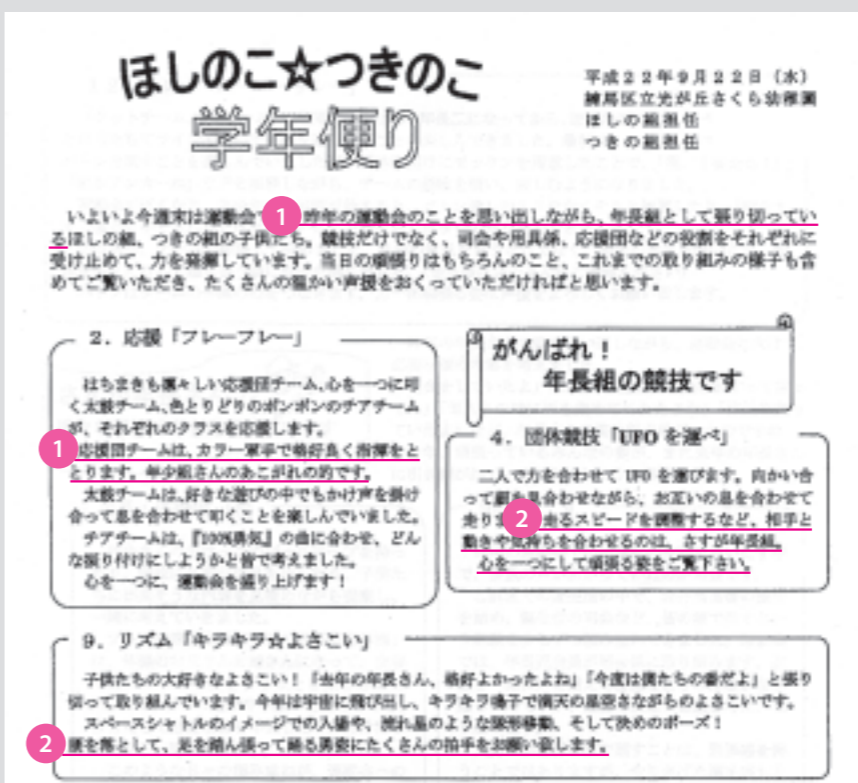 ほしのこ☆つきのこ
学年便り
平成22年9月22日（水）
練馬区立光が丘さくら幼稚園
ほしの組担任
つきの組担任
いよいよ今週末は運動会で 1 昨年の運動会のことを思い出しながら、年長組として張り切ってい
るほしの組、つきの組の子供たち。競技だけでなく、司会や用具係、応援団などの役割をそれぞれに
受け止めて、力を発揮しています。当日の頑張りはもちろんのこと、これまでの取り組みの様子も含
めてご覧いただき、たくさんの温かい声援をおくっていただければと思います。
2．応援「フレーフレー」
はちまきも凛々しい応援団チーム、心を一つに叩
く太鼓チーム、色とりどりのポンポンのチアチーム
が、それぞれのクラスを応援します。
1 応援団チームは、カラー軍手で格好良く指揮をと
とります。年少組さんのあこがれの的です。
太鼓チームは、好きな遊びの中でもかけ声を掛け
合って息を合わせて叩くことを楽しんでいました。
チアチームは、『100%勇気』の曲に合わせ、どん
な振り付けにしようかと皆で考えました。
心を一つに、運動会を盛り上げます！
がんばれ！
年長組の競技です
4．団体競技「UFOを運べ」
二人で力を合わせて UFO を運びます。向かい合
って顔を見合わせながら、お互いの息を合わせて
走りま 2 走るスピードを調整するなど、相手と
動きや気持ちを合わせるのは、さすが年長組。
心を一つにして頑張る姿をご覧下さい。
9．リズム「キラキラ☆よさこい」
子供たちの大好きなよさこい！「去年の年長さん、格好よかったよね」「今度は僕たちの番だよ」と張り
切って取り組んでいます。今年は宇宙に飛び出し、キラキラ鳴子で満天の星空さながらのよさこいです。
スペースシャトルのイメージでの入場や、流れ星のような隊形移動、そして決めのポーズ！
2 腰を落として、足を踏ん張って踊る勇姿にたくさんの拍手をお願い致します。